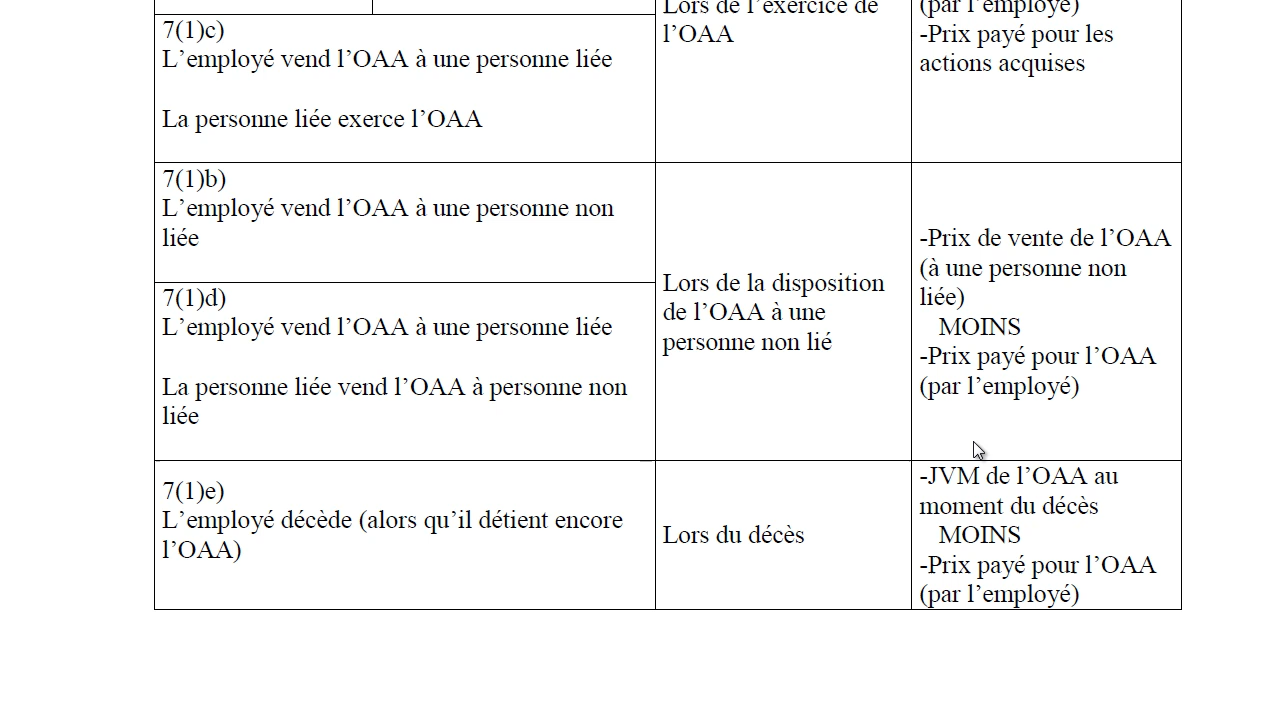 Lors de l'exercice de
l'OAA
(par l'employé)
-Prix payé pour les
actions acquises
7(1)c)
L'employé vend l'OAA à une personne liée
La personne liée exerce l'OAA
7(1)b)
L'employé vend l'OAA à une personne non
liée
7(1)d)
L'employé vend l'OAA à une personne liée
La personne liée vend l'OAA à personne non
liée
Lors de la disposition
de l'OAA à une
personne non lié
-Prix de vente de l'OAA
(à une personne non
liée)
MOINS
-Prix payé pour l'OAA
(par l'employé)
7(1)e)
L'employé décède (alors qu'il détient encore
l'OAA)
Lors du décès
-JVM de l'OAA au
moment du décès
MOINS
-Prix payé pour l'OAA
(par l'employé)